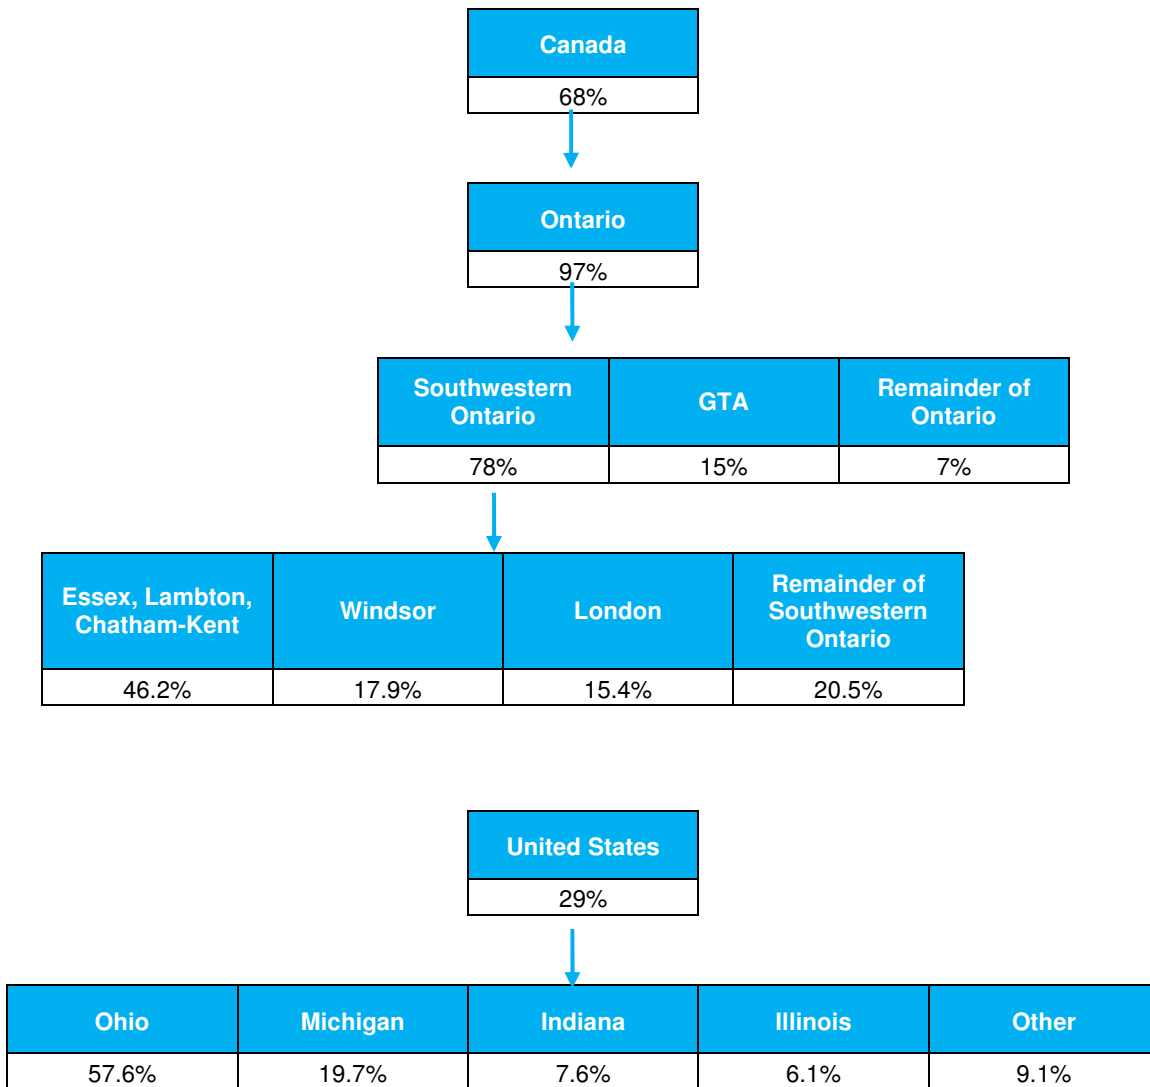 Canada
68%
Ontario
97%
Southwestern
Ontario
GTA
Remainder of
Ontario
78%
15%
7%
Essex, Lambton,
Chatham-Kent
Windsor
London
Remainder of
Southwestern
Ontario
46.2%
17.9%
15.4%
20.5%
United States
29%
Ohio
Michigan
Indiana
Illinois
Other
57.6%
19.7%
7.6%
6.1%
9.1%